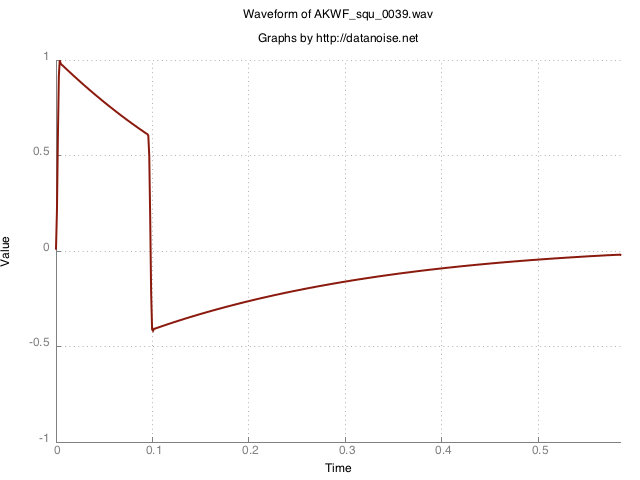 Waveform of AKWF_squ_0039.wav
Graphs by http://datanoise.net
1
0.5
0
-0.5
-1
Value
0 0.1 0.2 0.3 0.4 0.5
Time